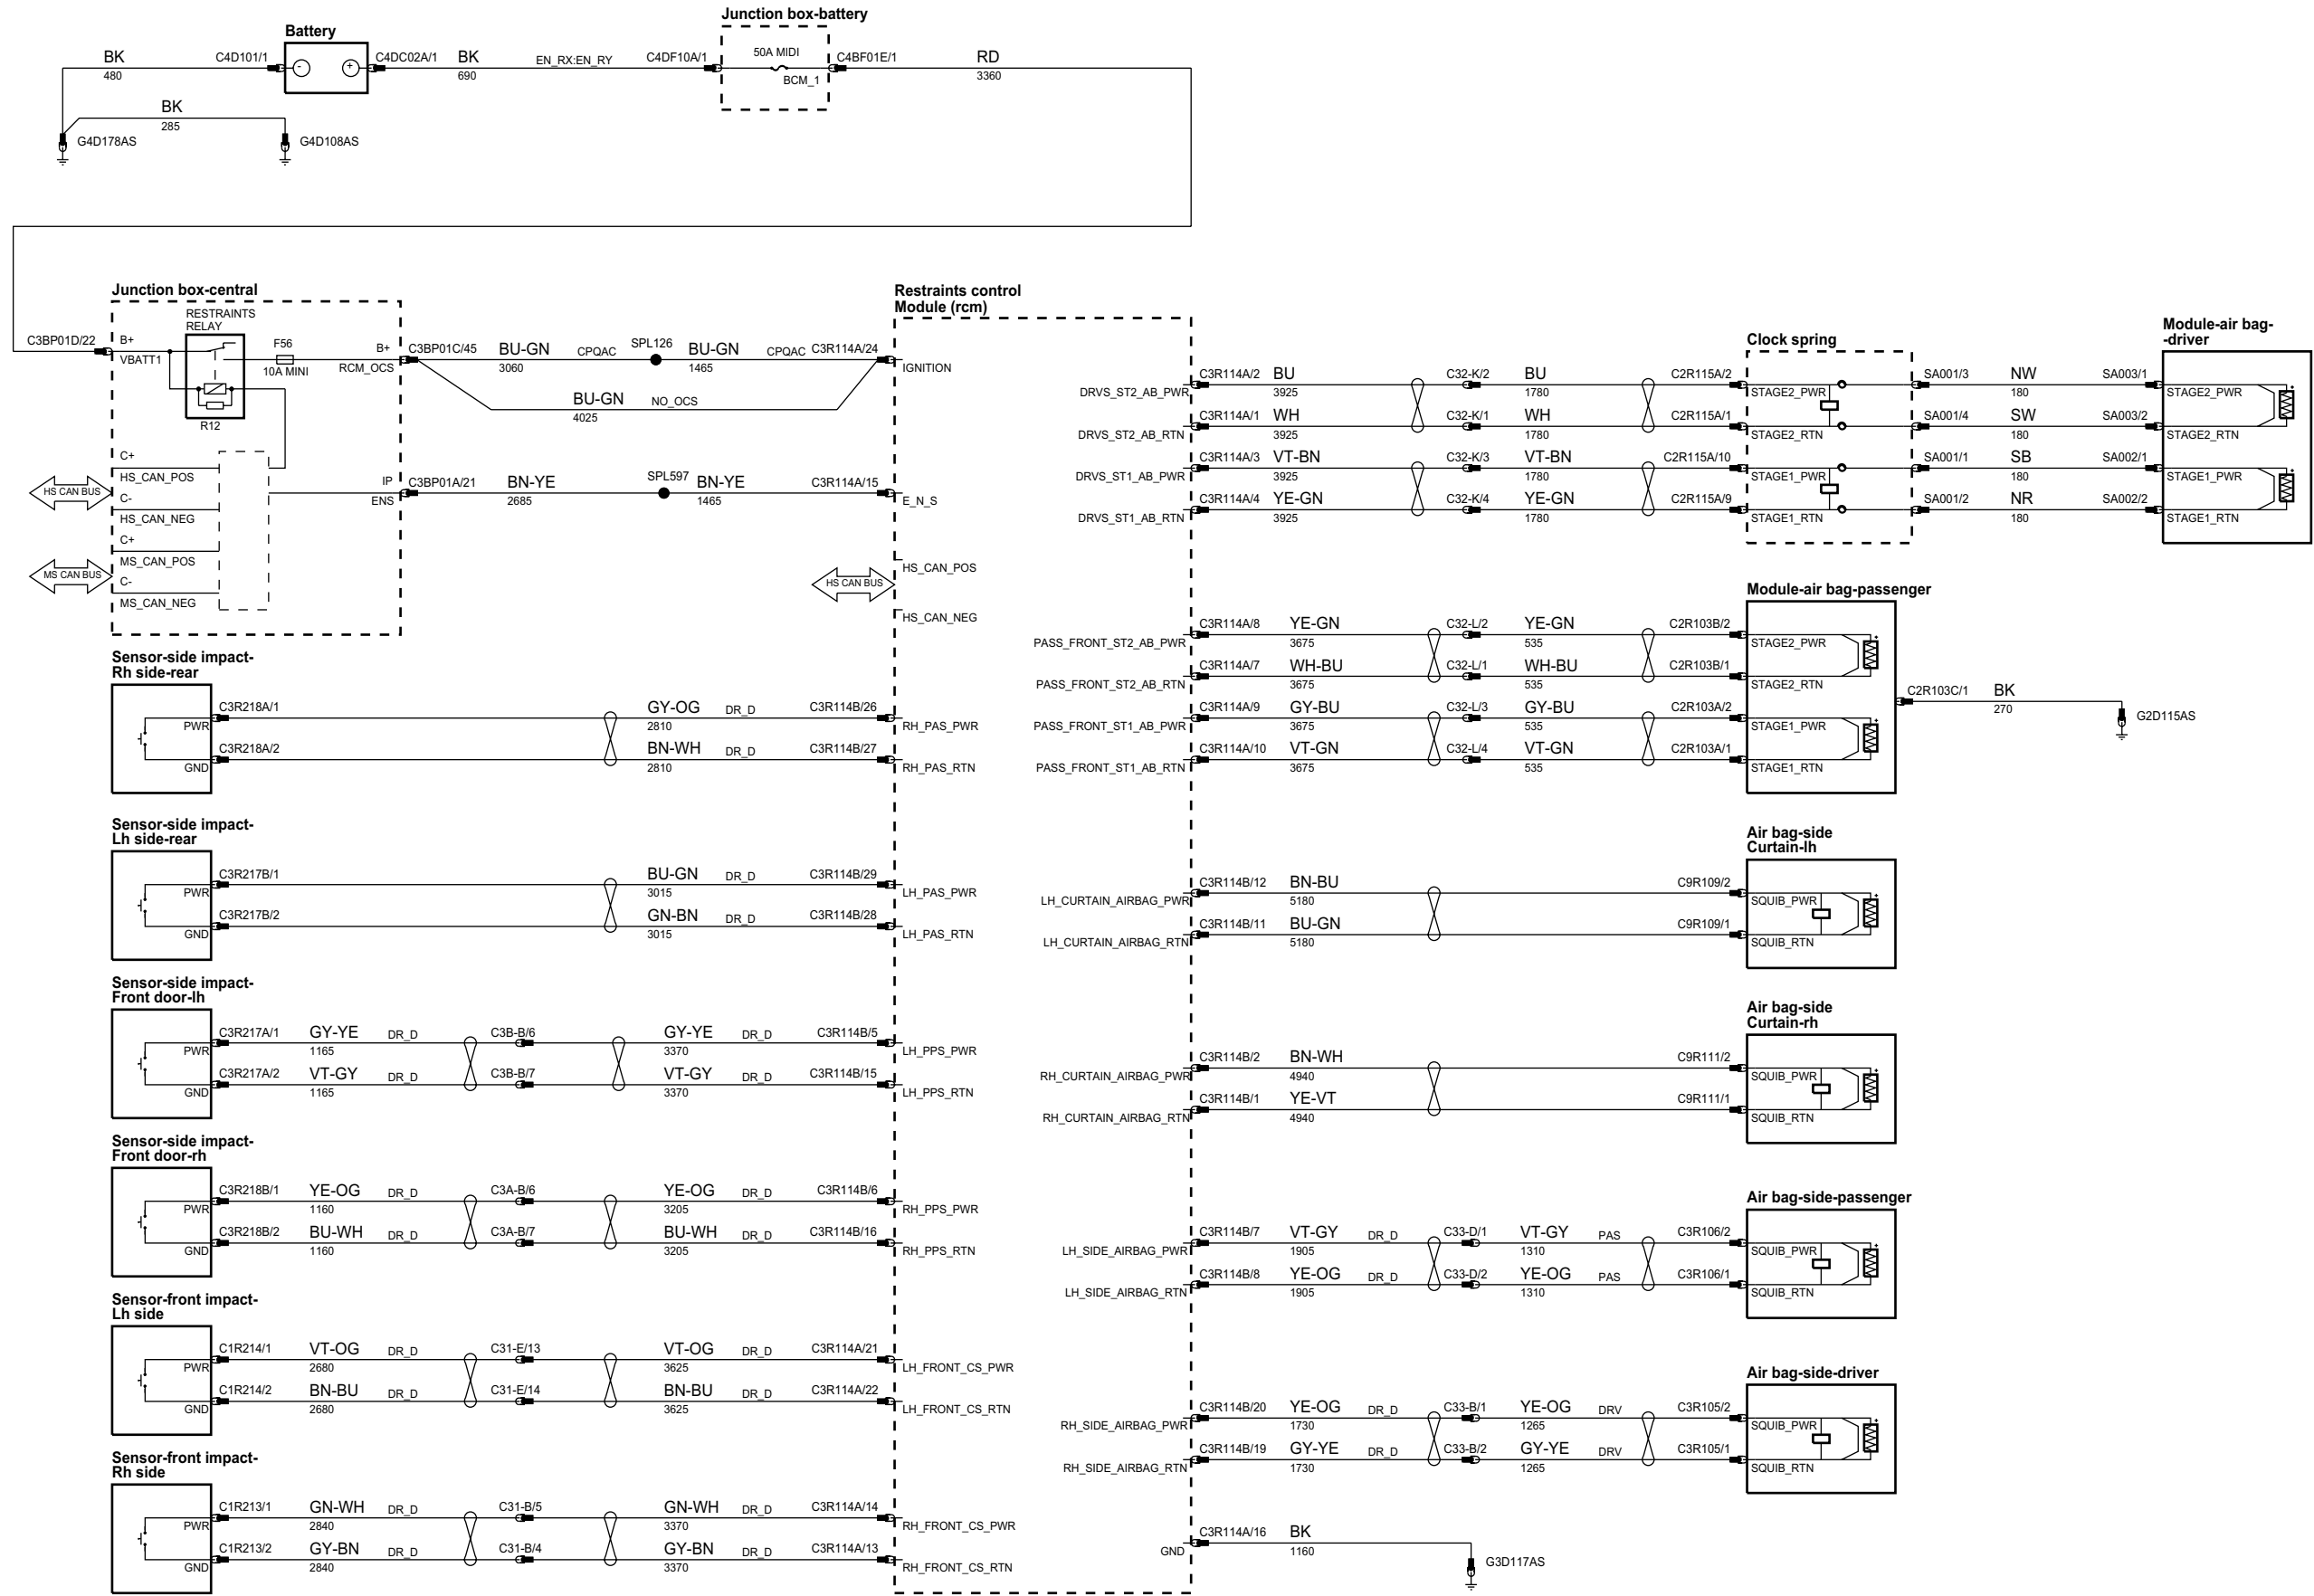 Junction box-battery
Battery
BK
480
C4D101/1
-
+
C4DC02A/1
BK
690
EN_RX:EN_RY
C4DF10A/1
50A MIDI
BCM_1
C4BF01E/1
RD
3360
BK
285
G4D178AS
G4D108AS
Junction box-central
RESTRAINTS
RELAY
C3BP01D/22
B+
VBATT1
F56
10A MINI
R12
B+
RCM_OCS
C3BP01C/45
BU-GN
3060
CPQAC
SPL126
BU-GN
1465
CPQAC
C3R114A/24
IGNITION
BU-GN
4025
NO_OCS
C+
HS_CAN_POS
HS CAN BUS
C-
HS_CAN_NEG
C+
MS_CAN_POS
MS CAN BUS
C-
MS_CAN_NEG
IP
ENS
C3BP01A/21
BN-YE
2685
SPL597
BN-YE
1465
C3R114A/15
E_N_S
Restraints control
Module (rcm)
HS_CAN_POS
HS CAN BUS
HS_CAN_NEG
Sensor-side impact-
Rh side-rear
PWR
C3R218A/1
GY-OG
2810
DR_D
C3R114B/26
RH_PAS_PWR
GND
C3R218A/2
BN-WH
2810
DR_D
C3R114B/27
RH_PAS_RTN
Sensor-side impact-
Lh side-rear
PWR
C3R217B/1
BU-GN
3015
DR_D
C3R114B/29
LH_PAS_PWR
GND
C3R217B/2
GN-BN
3015
DR_D
C3R114B/28
LH_PAS_RTN
Sensor-side impact-
Front door-lh
PWR
C3R217A/1
GY-YE
1165
DR_D
C3B-B/6
GY-YE
3370
DR_D
C3R114B/5
LH_PPS_PWR
GND
C3R217A/2
VT-GY
1165
DR_D
C3B-B/7
VT-GY
3370
DR_D
C3R114B/15
LH_PPS_RTN
Sensor-side impact-
Front door-rh
PWR
C3R218B/1
YE-OG
1160
DR_D
C3A-B/6
YE-OG
3205
DR_D
C3R114B/6
RH_PPS_PWR
GND
C3R218B/2
BU-WH
1160
DR_D
C3A-B/7
BU-WH
3205
DR_D
C3R114B/16
RH_PPS_RTN
Sensor-front impact-
Lh side
PWR
C1R214/1
VT-OG
2680
DR_D
C31-E/13
VT-OG
3625
DR_D
C3R114A/21
LH_FRONT_CS_PWR
GND
C1R214/2
BN-BU
2680
DR_D
C31-E/14
BN-BU
3625
DR_D
C3R114A/22
LH_FRONT_CS_RTN
Sensor-front impact-
Rh side
PWR
C1R213/1
GN-WH
2840
DR_D
C31-B/5
GN-WH
3370
DR_D
C3R114A/14
RH_FRONT_CS_PWR
GND
C1R213/2
GY-BN
2840
DR_D
C31-B/4
GY-BN
3370
DR_D
C3R114A/13
RH_FRONT_CS_RTN
Clock spring
Module-air bag-
-driver
DRVS_ST2_AB_PWR
C3R114A/2
BU
3925
C32-K/2
BU
1780
C2R115A/2
STAGE2_PWR
SA001/3
NW
180
SA003/1
STAGE2_PWR
DRVS_ST2_AB_RTN
C3R114A/1
WH
3925
C32-K/1
WH
1780
C2R115A/1
STAGE2_RTN
SA001/4
SW
180
SA003/2
STAGE2_RTN
DRVS_ST1_AB_PWR
C3R114A/3
VT-BN
3925
C32-K/3
VT-BN
1780
C2R115A/10
STAGE1_PWR
SA001/1
SB
180
SA002/1
STAGE1_PWR
DRVS_ST1_AB_RTN
C3R114A/4
YE-GN
3925
C32-K/4
YE-GN
1780
C2R115A/9
STAGE1_RTN
SA001/2
NR
180
SA002/2
STAGE1_RTN
Module-air bag-passenger
PASS_FRONT_ST2_AB_PWR
C3R114A/8
YE-GN
3675
C32-L/2
YE-GN
535
C2R103B/2
STAGE2_PWR
PASS_FRONT_ST2_AB_RTN
C3R114A/7
WH-BU
3675
C32-L/1
WH-BU
535
C2R103B/1
STAGE2_RTN
C2R103C/1
BK
270
G2D115AS
PASS_FRONT_ST1_AB_PWR
C3R114A/9
GY-BU
3675
C32-L/3
GY-BU
535
C2R103A/2
STAGE1_PWR
PASS_FRONT_ST1_AB_RTN
C3R114A/10
VT-GN
3675
C32-L/4
VT-GN
535
C2R103A/1
STAGE1_RTN
Air bag-side
Curtain-lh
LH_CURTAIN_AIRBAG_PWR
C3R114B/12
BN-BU
5180
C9R109/2
SQUIB_PWR
LH_CURTAIN_AIRBAG_RTN
C3R114B/11
BU-GN
5180
C9R109/1
SQUIB_RTN
Air bag-side
Curtain-rh
RH_CURTAIN_AIRBAG_PWR
C3R114B/2
BN-WH
4940
C9R111/2
SQUIB_PWR
RH_CURTAIN_AIRBAG_RTN
C3R114B/1
YE-VT
4940
C9R111/1
SQUIB_RTN
Air bag-side-passenger
LH_SIDE_AIRBAG_PWR
C3R114B/7
VT-GY
1905
DR_D
C33-D/1
VT-GY
1310
PAS
C3R106/2
SQUIB_PWR
LH_SIDE_AIRBAG_RTN
C3R114B/8
YE-OG
1905
DR_D
C33-D/2
YE-OG
1310
PAS
C3R106/1
SQUIB_RTN
Air bag-side-driver
RH_SIDE_AIRBAG_PWR
C3R114B/20
YE-OG
1730
DR_D
C33-B/1
YE-OG
1265
DRV
C3R105/2
SQUIB_PWR
RH_SIDE_AIRBAG_RTN
C3R114B/19
GY-YE
1730
DR_D
C33-B/2
GY-YE
1265
DRV
C3R105/1
SQUIB_RTN
GND
C3R114A/16
BK
1160
G3D117AS